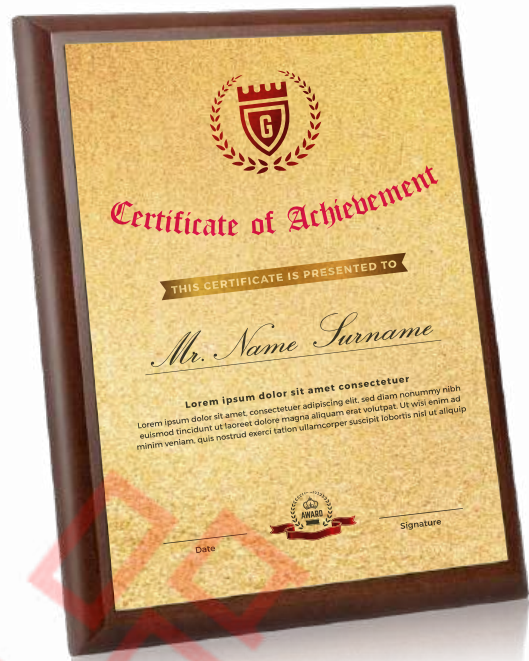 G
Certificate of Achievement
THIS CERTIFICATE IS PRESENTED TO
Mr. Name Surname
Lorem ipsum dolor sit amet consectetuer
Lorem ipsum dolor sit amet, consectetuer adipiscing elit, sed diam nonummy nibh
euismod tincidunt ut laoreet dolore magna aliquam erat volutpat. Ut wisi enim ad
minim veniam, quis nostrud exerci tation ullamcorper suscipit lobortis nisl ut aliquip
AWARD
Date
Signature